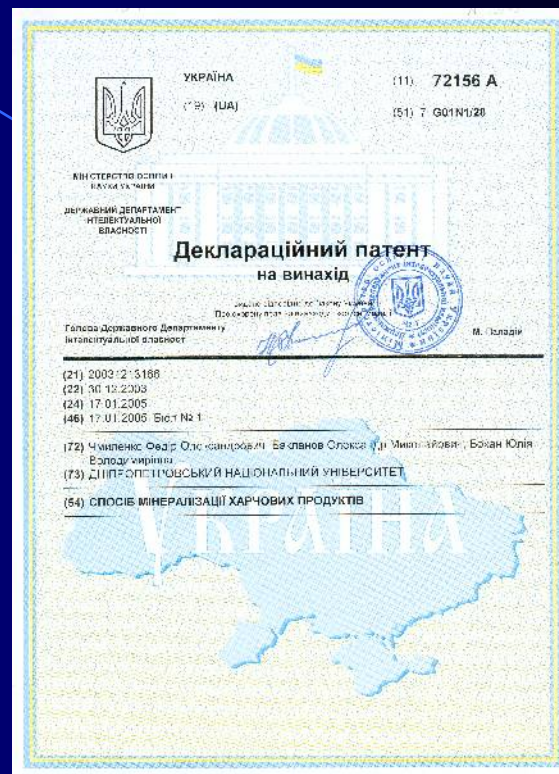 УКРАЇНА
(19) (UA)
(11) 72156 A
(51) 7 G01N1/28
МІНІСТЕРСТВО ОСВІТИ І
НАУКИ УКРАЇНИ
ДЕРЖАВНИЙ ДЕПАРТАМЕНТ
ІНТЕЛЕКТУАЛЬНОЇ
ВЛАСНОСТІ
Деклараційний патент
на винахід
Голова Державного Департаменту
інтелектуальної власності
М. Паладій
(21) 20031213166
(22) 30.12.2003
(24) 17.01.2005
(46) 17.01.2005, Бюл. № 1
(72) Чмиленко Федір Олександрович, Бакланов Олександр Михайлович, Бокан Юлія
Володимирівна
(73) ДНІПРОПЕТРОВСЬКИЙ НАЦІОНАЛЬНИЙ УНІВЕРСИТЕТ
(54) СПОСІБ МІНЕРАЛІЗАЦІЇ ХАРЧОВИХ ПРОДУКТІВ
УКРАЇНА